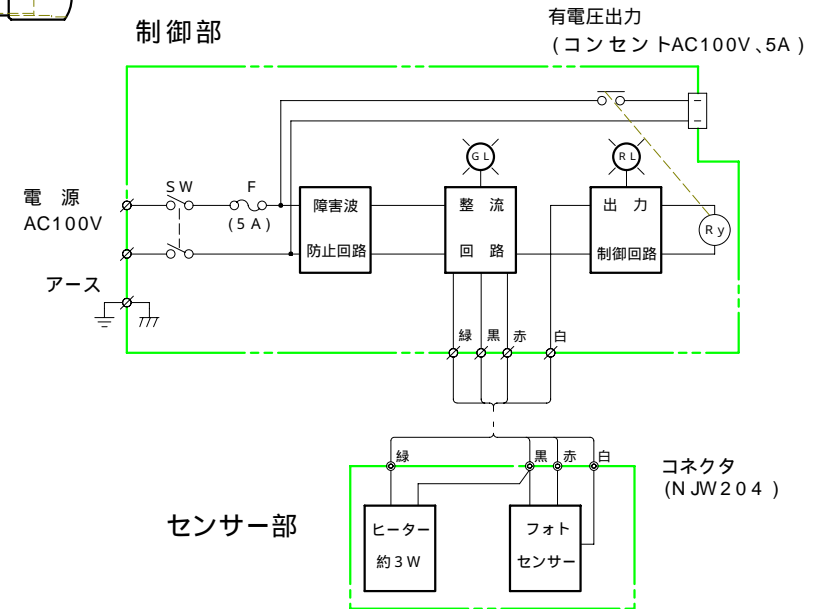 制御部
有電圧出力
(コンセントAC100V、5A)
GL
RL
電 源
AC100V
SW
F
(5A)
障害波
防止回路
整 流
回 路
出 力
制御回路
Ry
アース
緑
黒
赤
白
緑
黒
赤
白
コネクタ
(NJW204)
センサー部
ヒーター
約3W
フォト
センサー